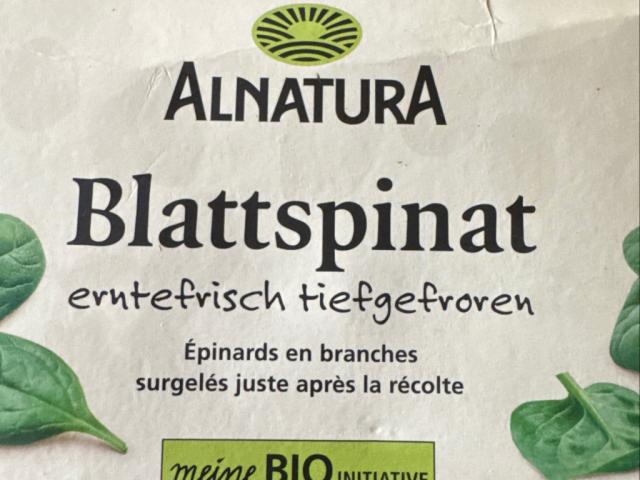 ALNATURA
Blattspinat
erntefrisch tiefgefroren
Épinards en branches
surgelés juste après la récolte
meine BIO INITIATIVE